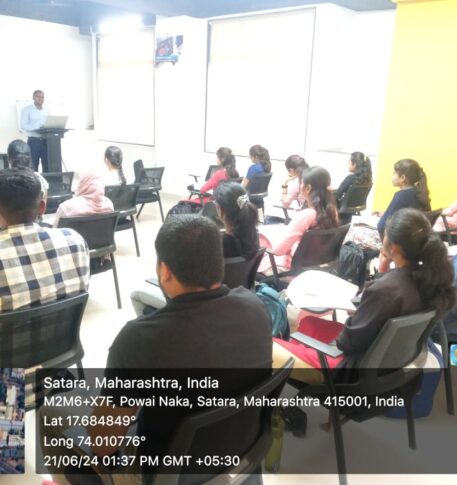 Satara, Maharashtra, India
M2M6+X7F, Powai Naka, Satara, Maharashtra 415001, India
Lat 17.684849°
Long 74.010776°
21/06/24 01:37 PM GMT +05:30